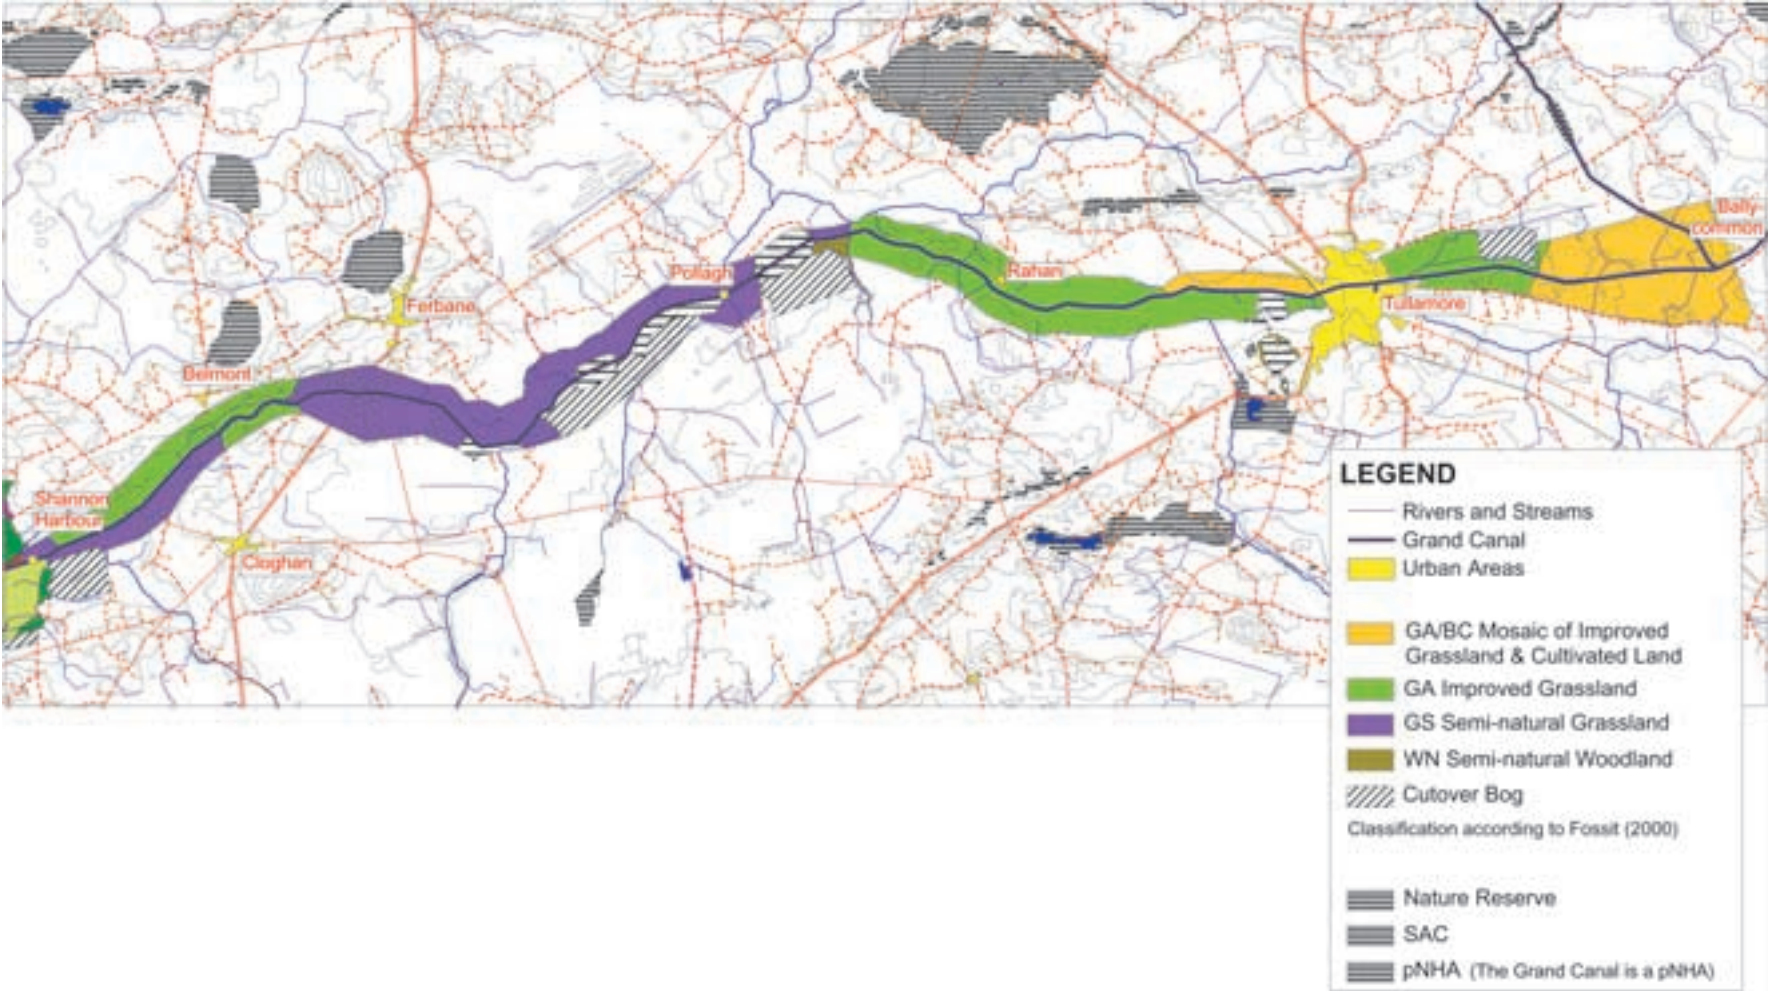 Bally-
common
Pollagh
Rahan
Ferbane
Tullamore
Belmont
Shannon
Harbour
Cloghan
LEGEND
Rivers and Streams
Grand Canal
Urban Areas
GA/BC Mosaic of Improved
Grassland & Cultivated Land
GA Improved Grassland
GS Semi-natural Grassland
WN Semi-natural Woodland
Cutover Bog
Classification according to Fossit (2000)
Nature Reserve
SAC
pNHA (The Grand Canal is a pNHA)